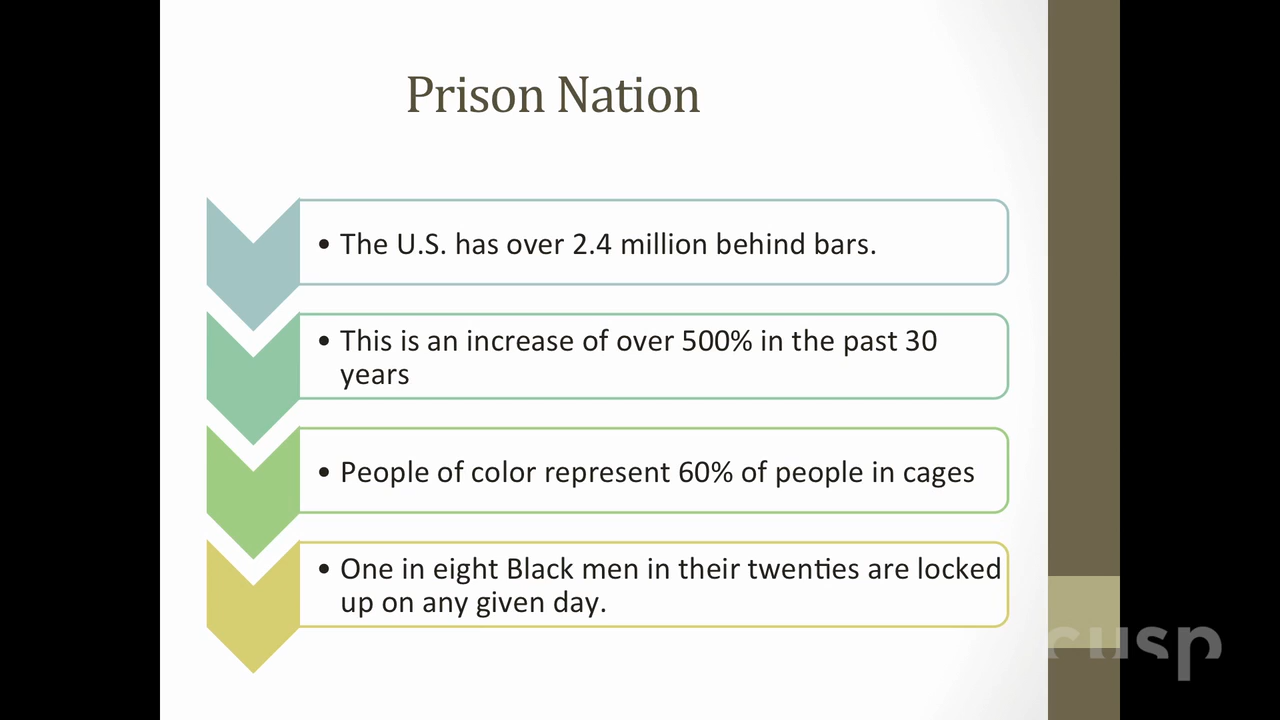 Prison Nation
• The U.S. has over 2.4 million behind bars.
• This is an increase of over 500% in the past 30
years
• People of color represent 60% of people in cages
• One in eight Black men in their twenties are locked
up on any given day.
cusp